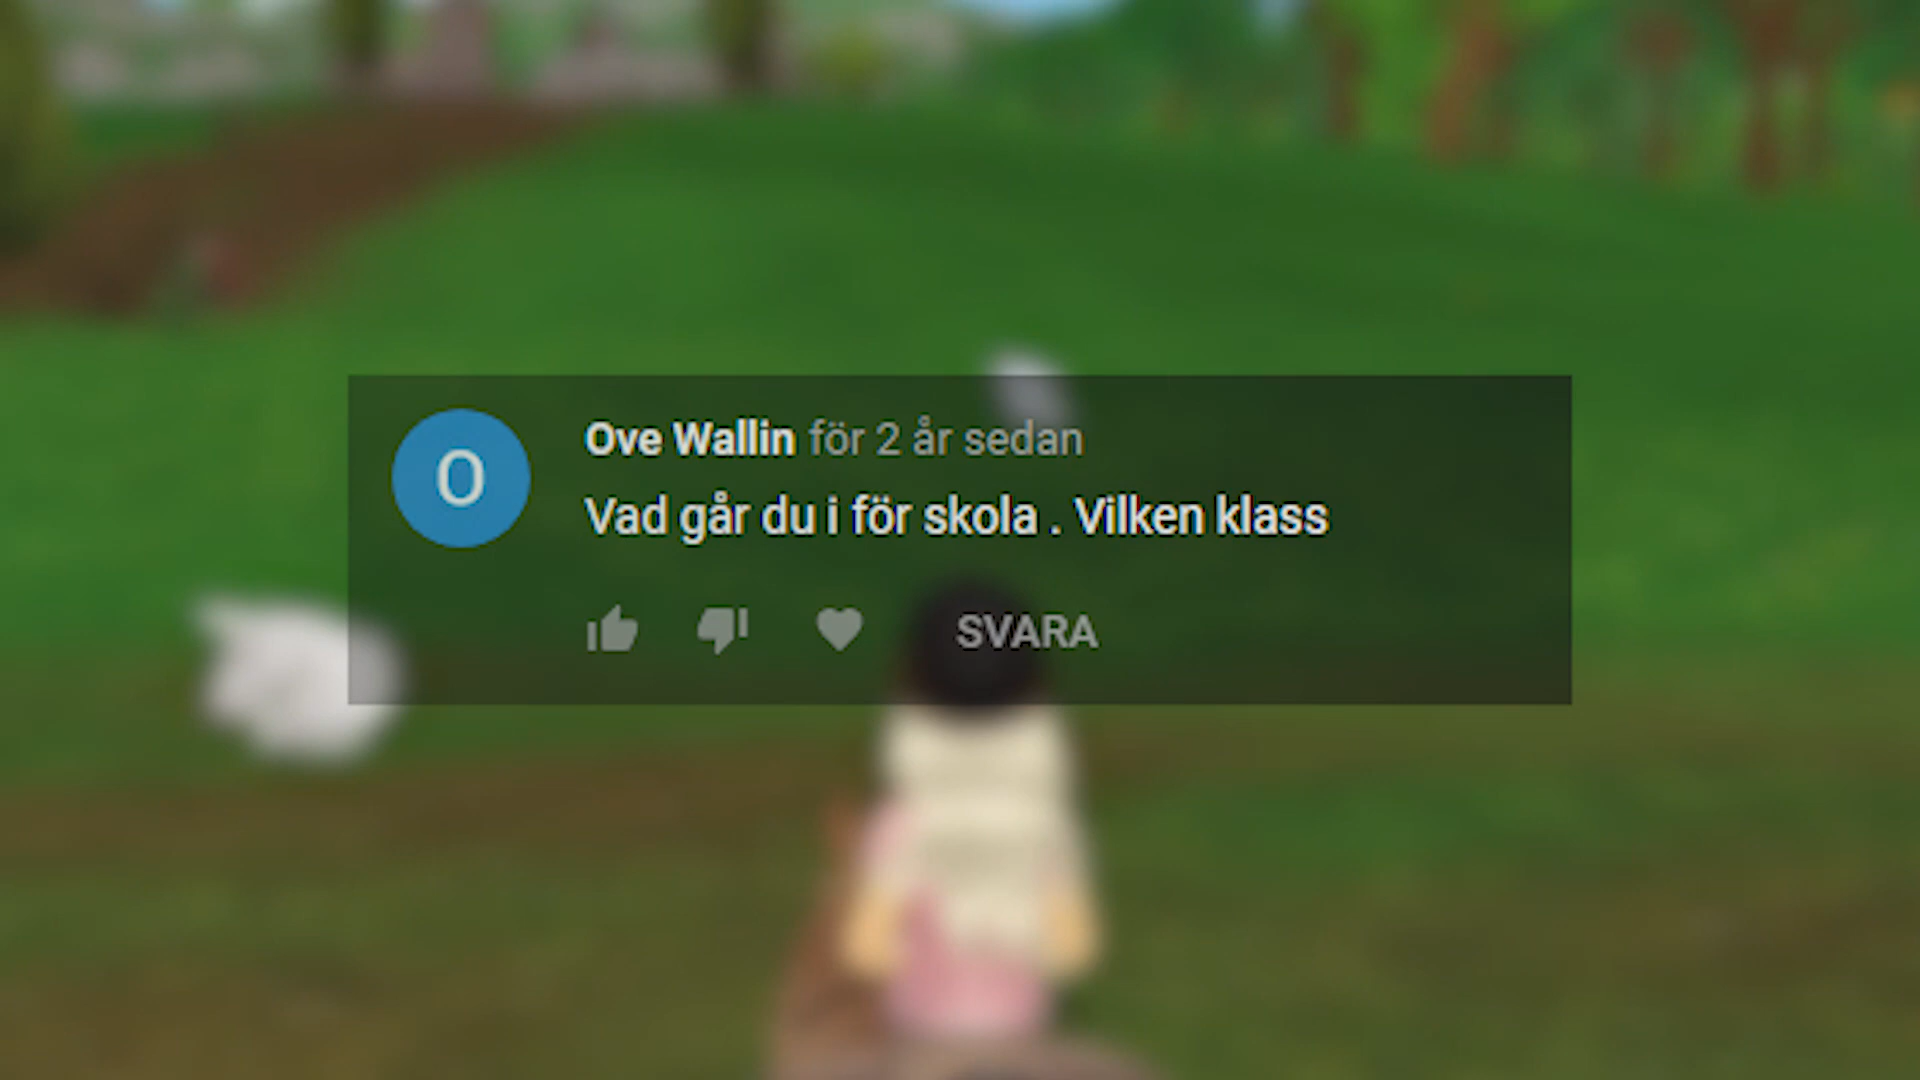 O
Ove Wallin för 2 år sedan
Vad går du i för skola . Vilken klass
SVARA